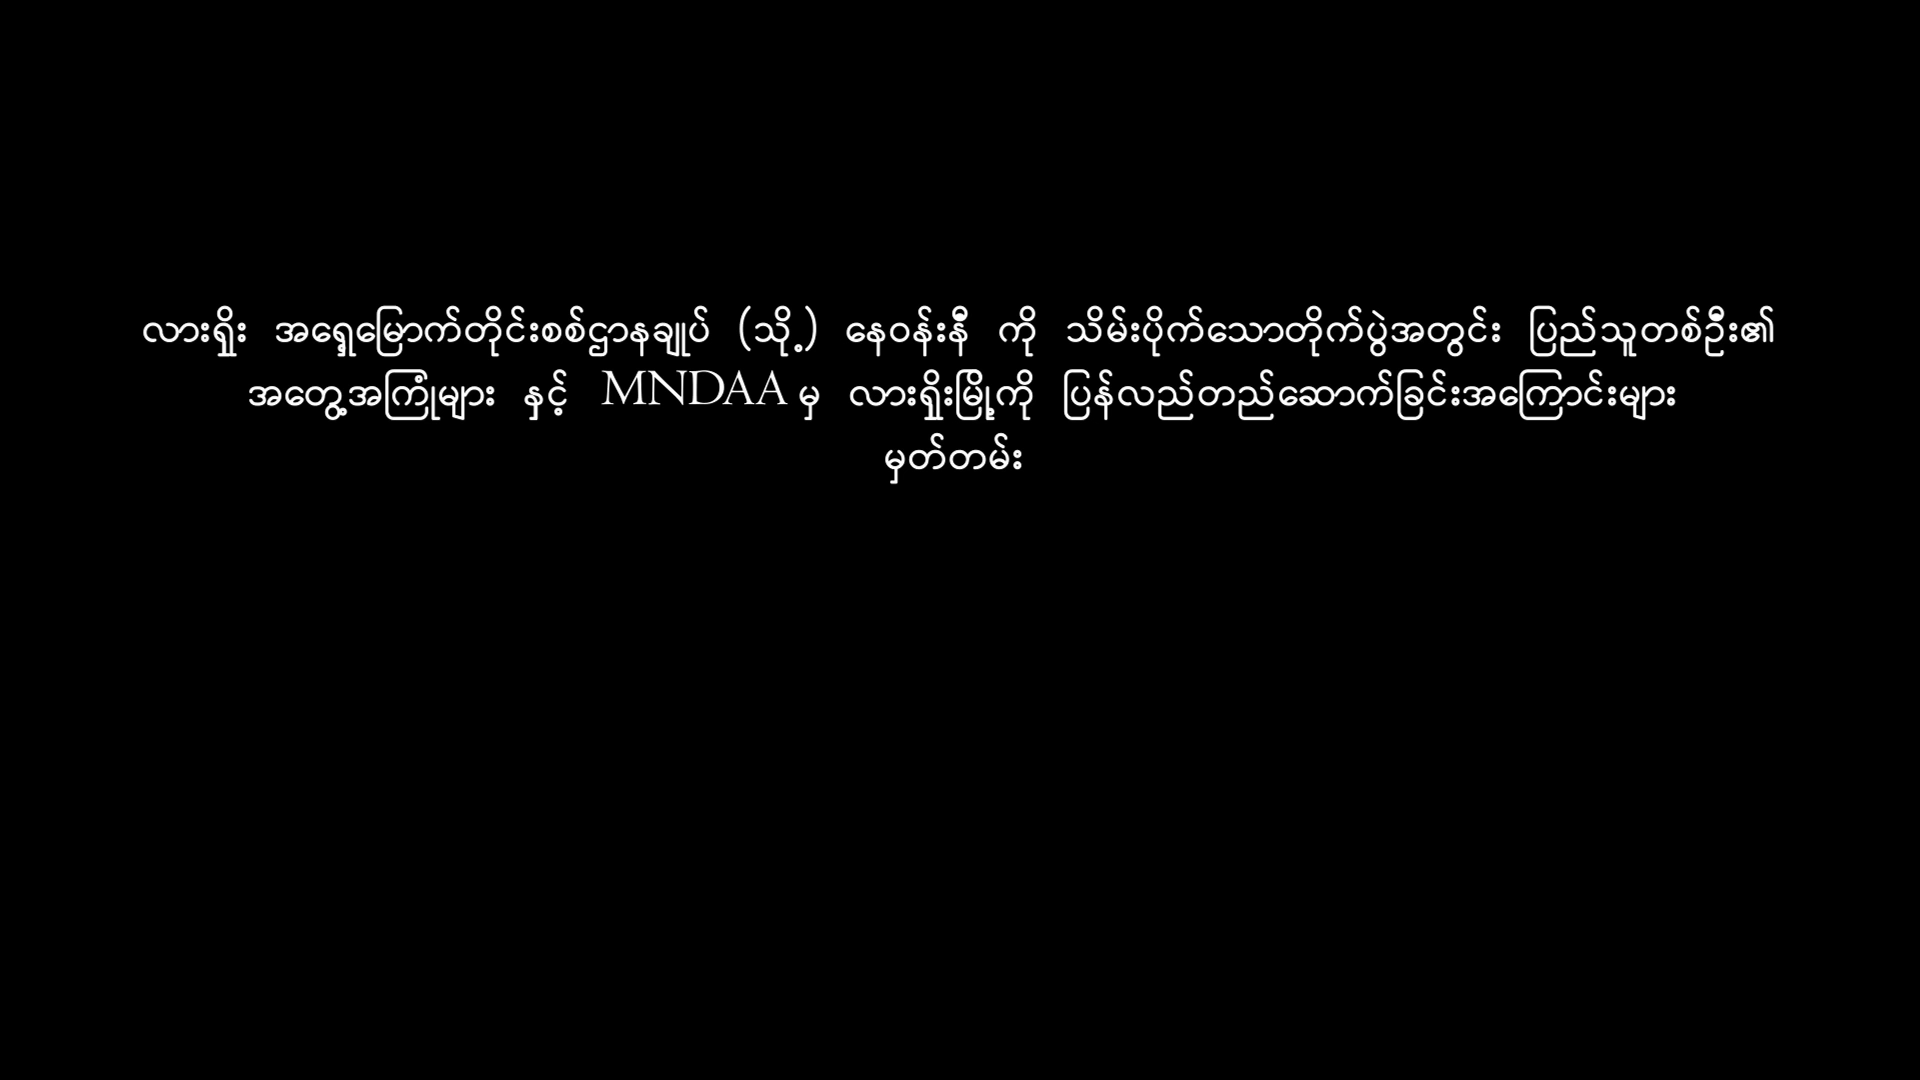 လားရှိုး အရှေ့မြောက်တိုင်းစစ်ဌာနချုပ် (သို့) နေဝန်းနီ ကို သိမ်းပိုက်သောတိုက်ပွဲအတွင်း ပြည်သူတစ်ဦး၏
အတွေ့အကြုံများ နှင့် MNDAA မှ လားရှိုးမြို့ကို ပြန်လည်တည်ဆောက်ခြင်းအကြောင်းများ
မှတ်တမ်း